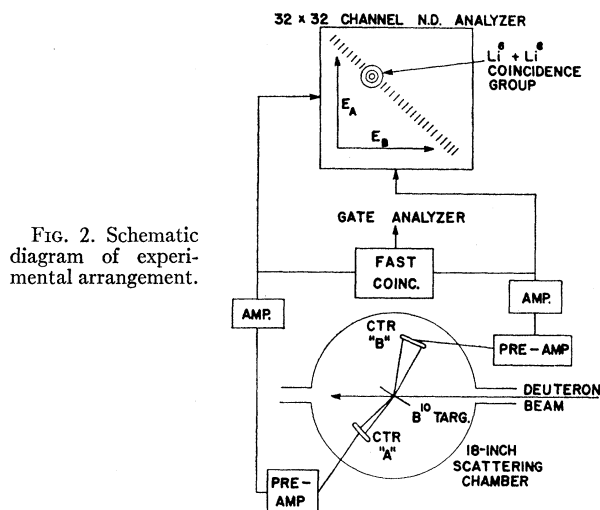 32 × 32 CHANNEL N.D. ANALYZER
Li⁶ + Li⁶
COINCIDENCE
GROUP
E_A
E_B
GATE ANALYZER
FIG. 2. Schematic
diagram of experi-
mental arrangement.
FAST
COINC.
AMP.
AMP.
CTR
"B"
PRE-AMP
DEUTERON
BEAM
B¹⁰ TARG.
CTR
"A"
18-INCH
SCATTERING
CHAMBER
PRE-
AMP